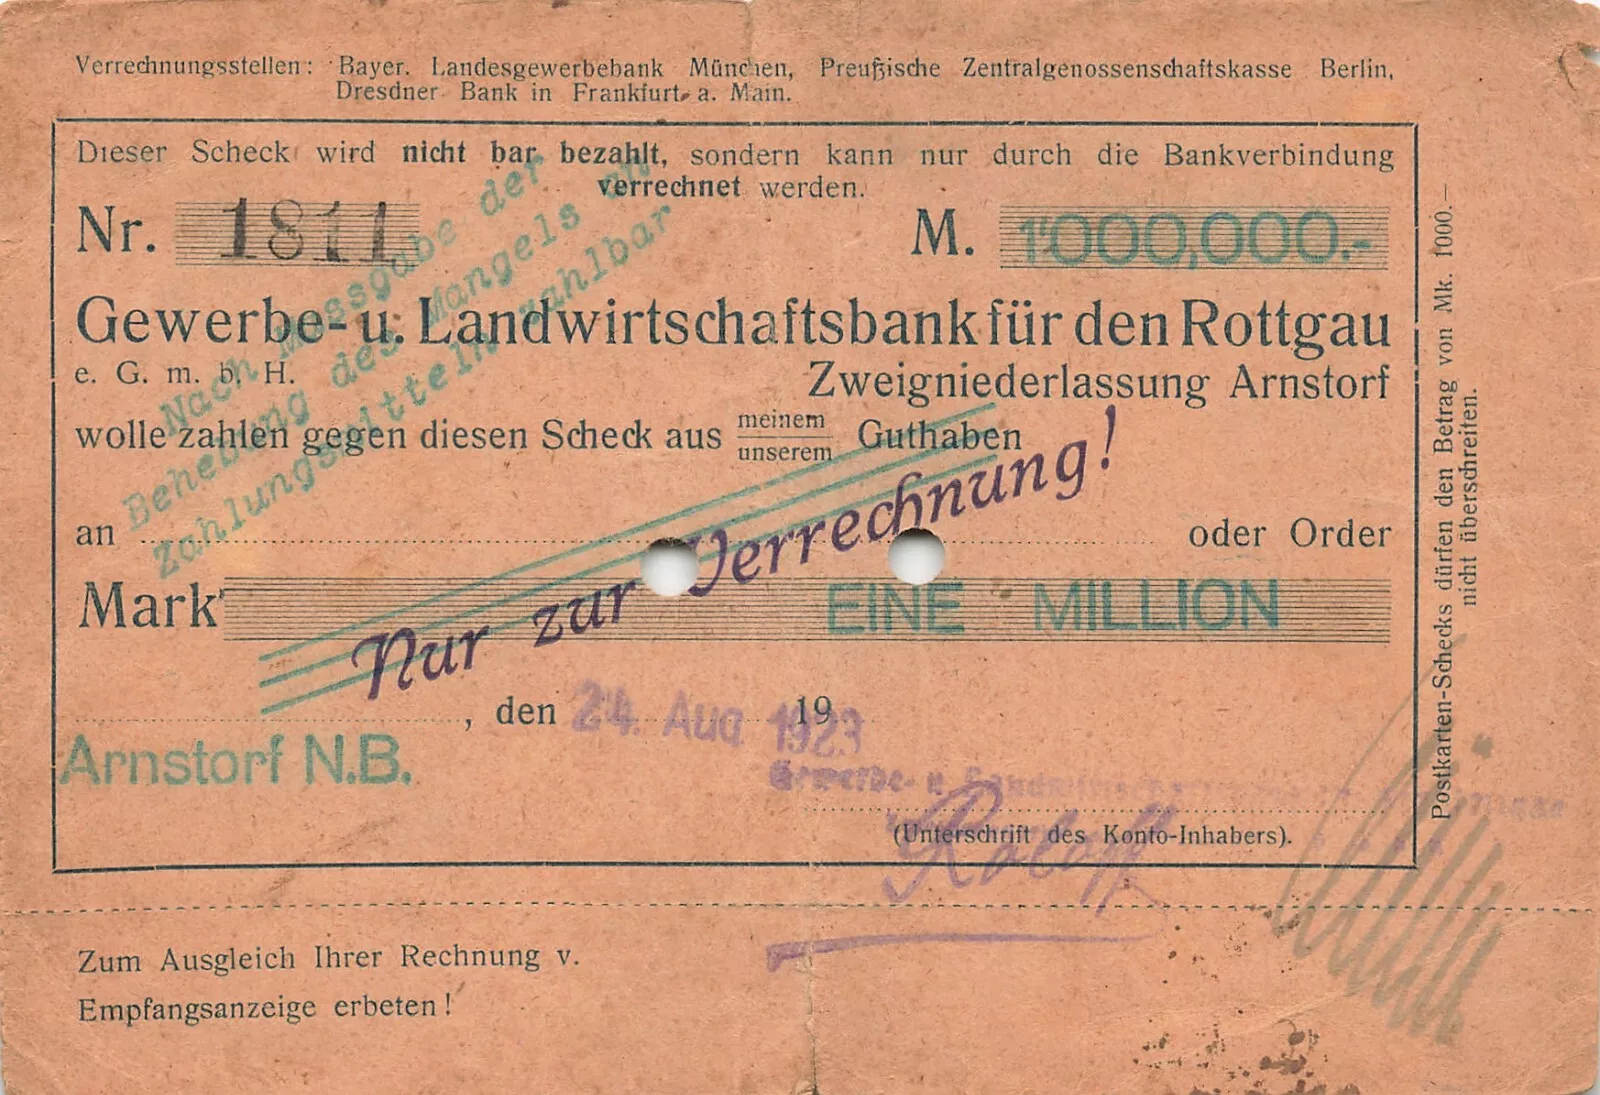 Verrechnungsstellen: Bayer. Landesgewerbebank München, Preußische Zentralgenossenschaftskasse Berlin,
Dresdner Bank in Frankfurt a. Main.
Dieser Scheck wird nicht bar bezahlt, sondern kann nur durch die Bankverbindung
verrechnet werden.
Nr. 1811 M. 1'000,000.-
Gewerbe- u. Landwirtschaftsbank für den Rottgau
e. G. m. b. H. Zweigniederlassung Arnstorf
wolle zahlen gegen diesen Scheck aus meinem
unserem Guthaben
an oder Order
Mark EINE MILLION
, den 24. Aug 1923 19
Arnstorf N.B.
Gewerbe- u.
(Unterschrift des Konto-Inhabers).
Nach Massgabe der
Behebung des Mangels an
Zahlungsmitteln zahlbar
Nur zur Verrechnung!
Postkarten-Schecks dürfen den Betrag von Mk. 1000.—
nicht überschreiten.
Zum Ausgleich Ihrer Rechnung v.
Empfangsanzeige erbeten!